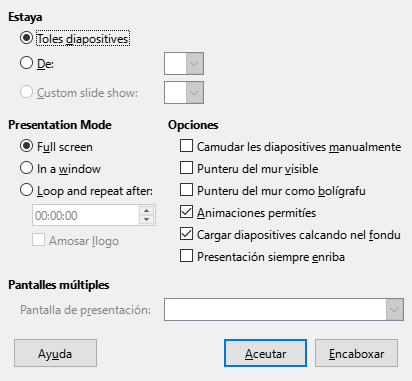 Estaya
Toles diapositives
De:
Custom slide show:
Presentation Mode
Full screen
In a window
Loop and repeat after:
00:00:00
Amosar llogo
Opciones
Camudar les diapositives manualmente
Punteru del mur visible
Punteru del mur como bolígrafu
Animaciones permitíes
Cargar diapositives calcando nel fondu
Presentación siempre enriba
Pantalles múltiples
Pantalla de presentación:
Ayuda
Aceutar
Encaboxar